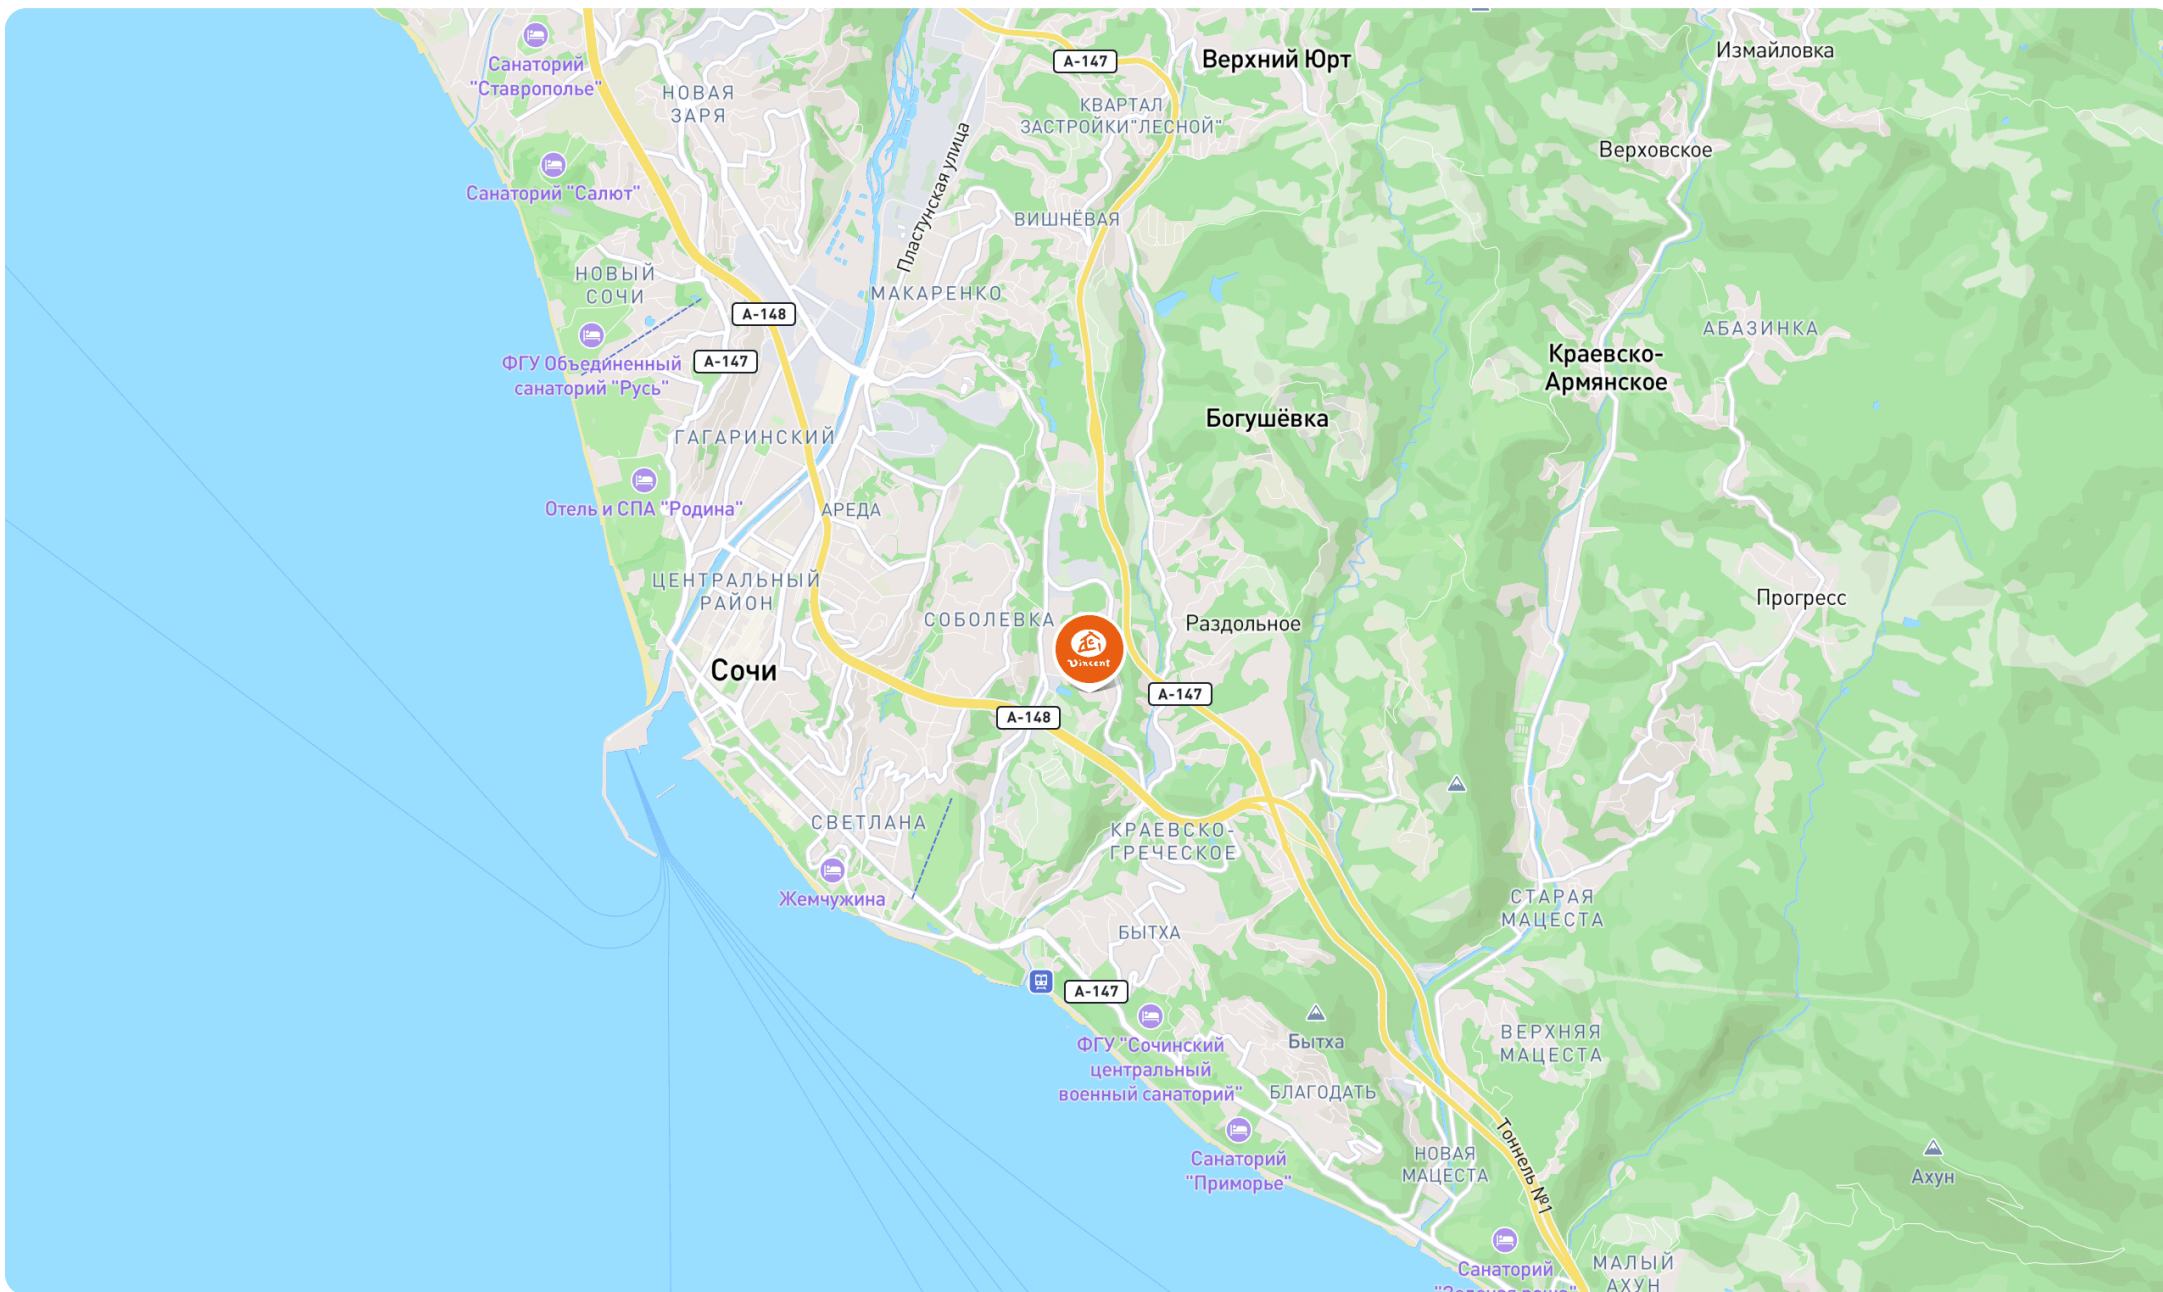 Санаторий
"Ставрополье"
НОВАЯ
ЗАРЯ
А-147
Верхний Юрт
Измайловка
КВАРТАЛ
ЗАСТРОЙКИ"ЛЕСНОЙ"
Верховское
Санаторий "Салют"
Пластунская улица
ВИШНЁВАЯ
НОВЫЙ
СОЧИ
МАКАРЕНКО
А-148
АБАЗИНКА
А-147
ФГУ Объединенный
санаторий "Русь"
Краевско-
Армянское
Богушёвка
ГАГАРИНСКИЙ
Отель и СПА "Родина"
АРЕДА
ЦЕНТРАЛЬНЫЙ
РАЙОН
Прогресс
СОБОЛЕВКА
Раздольное
Vincent
Сочи
А-147
А-148
СВЕТЛАНА
КРАЕВСКО-
ГРЕЧЕСКОЕ
Жемчужина
СТАРАЯ
МАЦЕСТА
БЫТХА
А-147
ФГУ "Сочинский
центральный
военный санаторий"
Бытха
ВЕРХНЯЯ
МАЦЕСТА
БЛАГОДАТЬ
Санаторий
"Приморье"
НОВАЯ
МАЦЕСТА
Тоннель №1
Ахун
Санаторий
МАЛЫЙ
АХУН